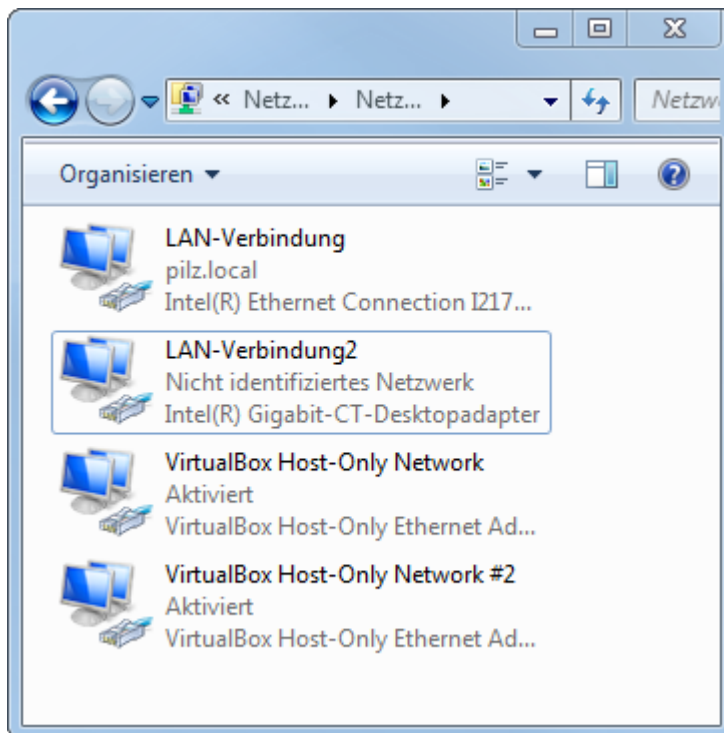 « Netz... Netz...
Netzw
Organisieren
LAN-Verbindung
pilz.local
Intel(R) Ethernet Connection I217...
LAN-Verbindung2
Nicht identifiziertes Netzwerk
Intel(R) Gigabit-CT-Desktopadapter
VirtualBox Host-Only Network
Aktiviert
VirtualBox Host-Only Ethernet Ad...
VirtualBox Host-Only Network #2
Aktiviert
VirtualBox Host-Only Ethernet Ad...